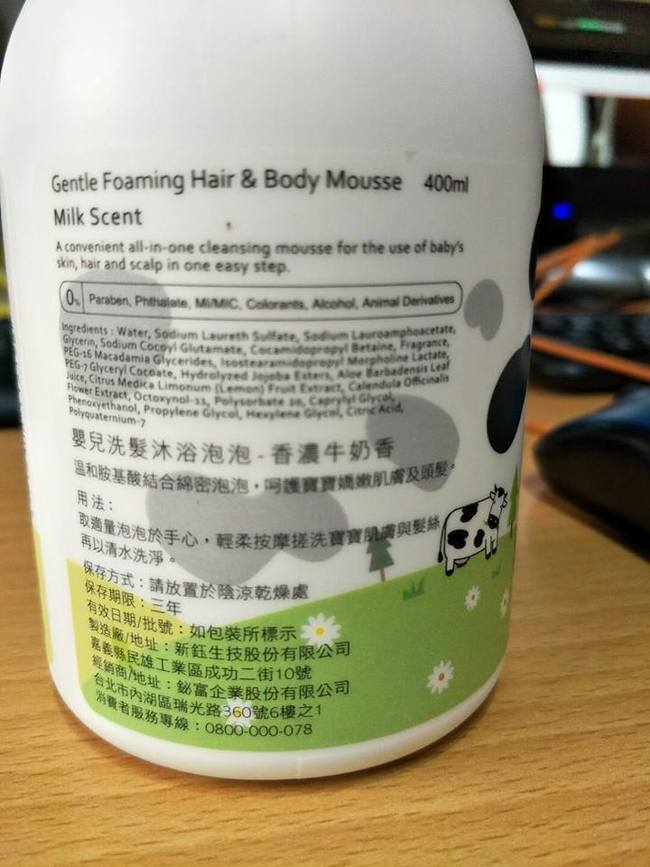 Gentle Foaming Hair & Body Mousse 400ml
Milk Scent
A convenient all-in-one cleansing mousse for the use of baby's
skin, hair and scalp in one easy step.
0% Paraben, Phthalate, MI/MIC, Colorants, Alcohol, Animal Derivatives
Ingredients : Water, Sodium Laureth Sulfate, Sodium Lauroamphoacetate,
Glycerin, Sodium Cocoyl Glutamate, Cocamidopropyl Betaine, Fragrance,
PEG-16 Macadamia Glycerides, Isostearamidopropyl Morpholine Lactate,
PEG-7 Glyceryl Cocoate, Hydrolyzed Jojoba Esters, Aloe Barbadensis Leaf
Juice, Citrus Medica Limonum (Lemon) Fruit Extract, Calendula Officinalis
Flower Extract, Octoxynol-11, Polysorbate 20, Caprylyl Glycol,
Phenoxyethanol, Propylene Glycol, Hexylene Glycol, Citric Acid,
Polyquaternium-7
嬰兒洗髮沐浴泡泡 - 香濃牛奶香
溫和胺基酸結合綿密泡泡，呵護寶寶嬌嫩肌膚及頭髮。
用法：
取適量泡泡於手心，輕柔按摩搓洗寶寶肌膚與髮絲
再以清水洗淨。
保存方式：請放置於陰涼乾燥處
保存期限：三年
有效日期/批號：如包裝所標示
製造廠/地址：新鈺生技股份有限公司
嘉義縣民雄工業區成功二街10號
經銷商/地址：鉍富企業股份有限公司
台北市內湖區瑞光路360號6樓之1
消費者服務專線：0800-000-078